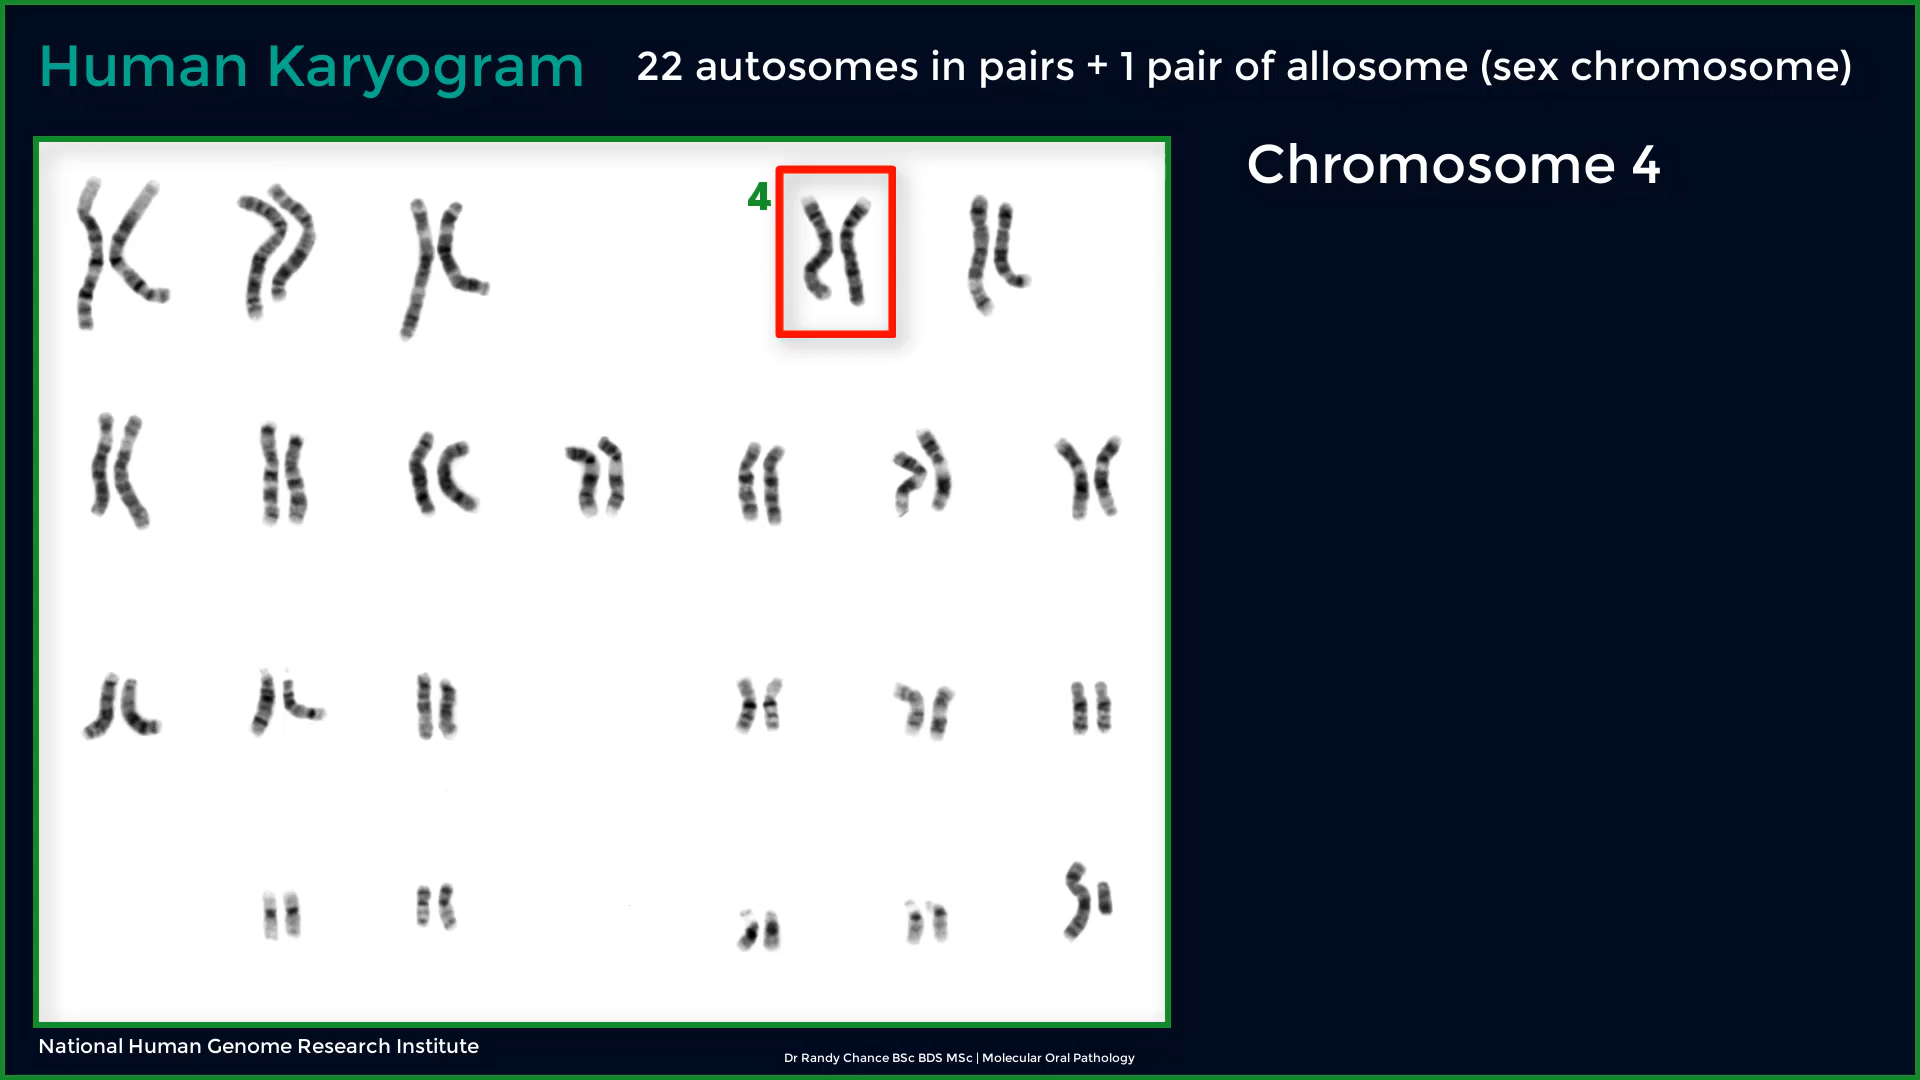 Human Karyogram
22 autosomes in pairs + 1 pair of allosome (sex chromosome)
Chromosome 4
4
National Human Genome Research Institute
Dr Randy Chance BSc BDS MSc | Molecular Oral Pathology